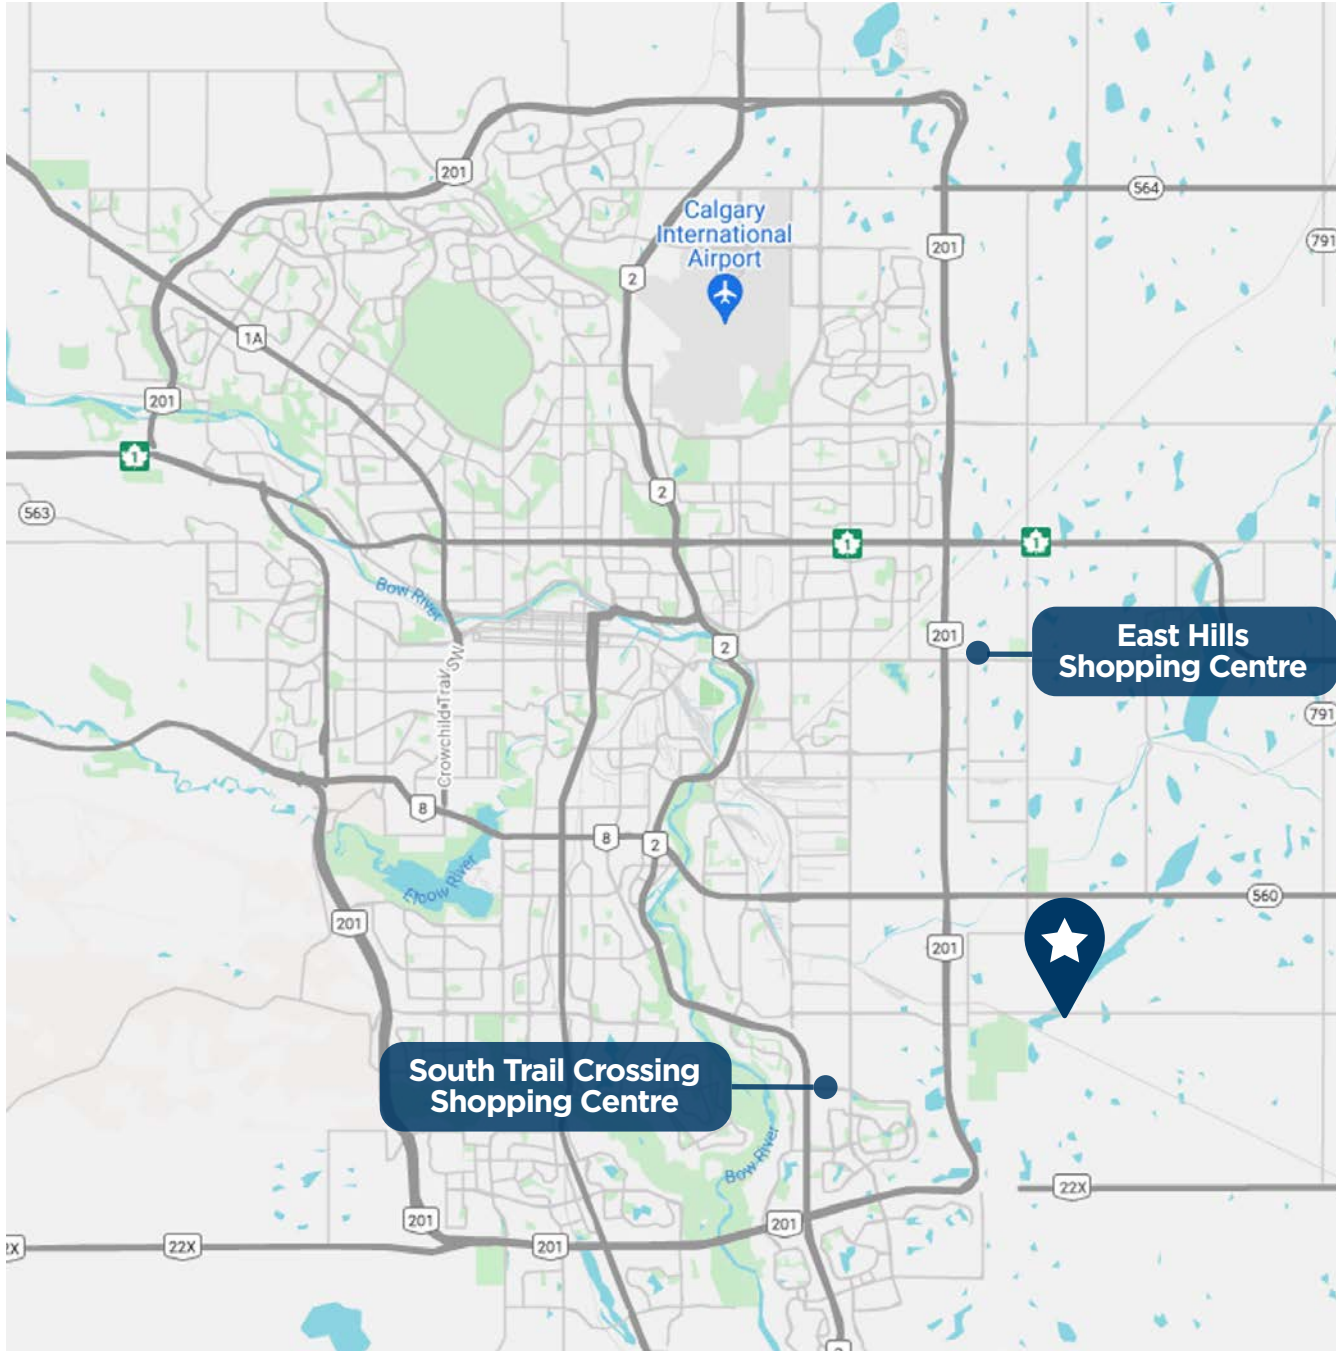 201
564
Calgary
International
Airport
201
791
2
1A
201
1
2
563
1
1
Bow River
201
East Hills
Shopping Centre
2
Crowchild Trail SW
791
8
8
2
Elbow River
560
201
201
South Trail Crossing
Shopping Centre
Bow River
22X
201
201
22X
201